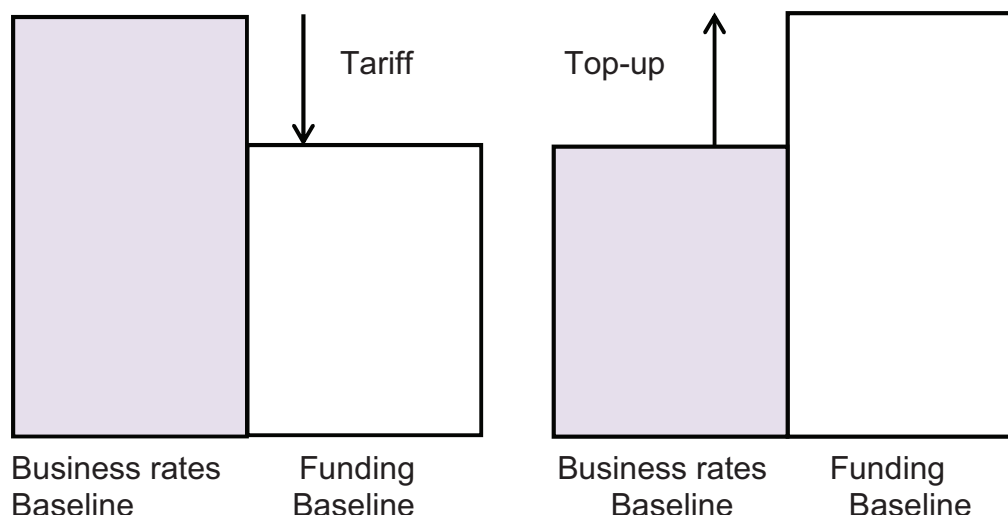 Tariff
Top-up
Business rates
Baseline
Funding
Baseline
Business rates
Baseline
Funding
Baseline